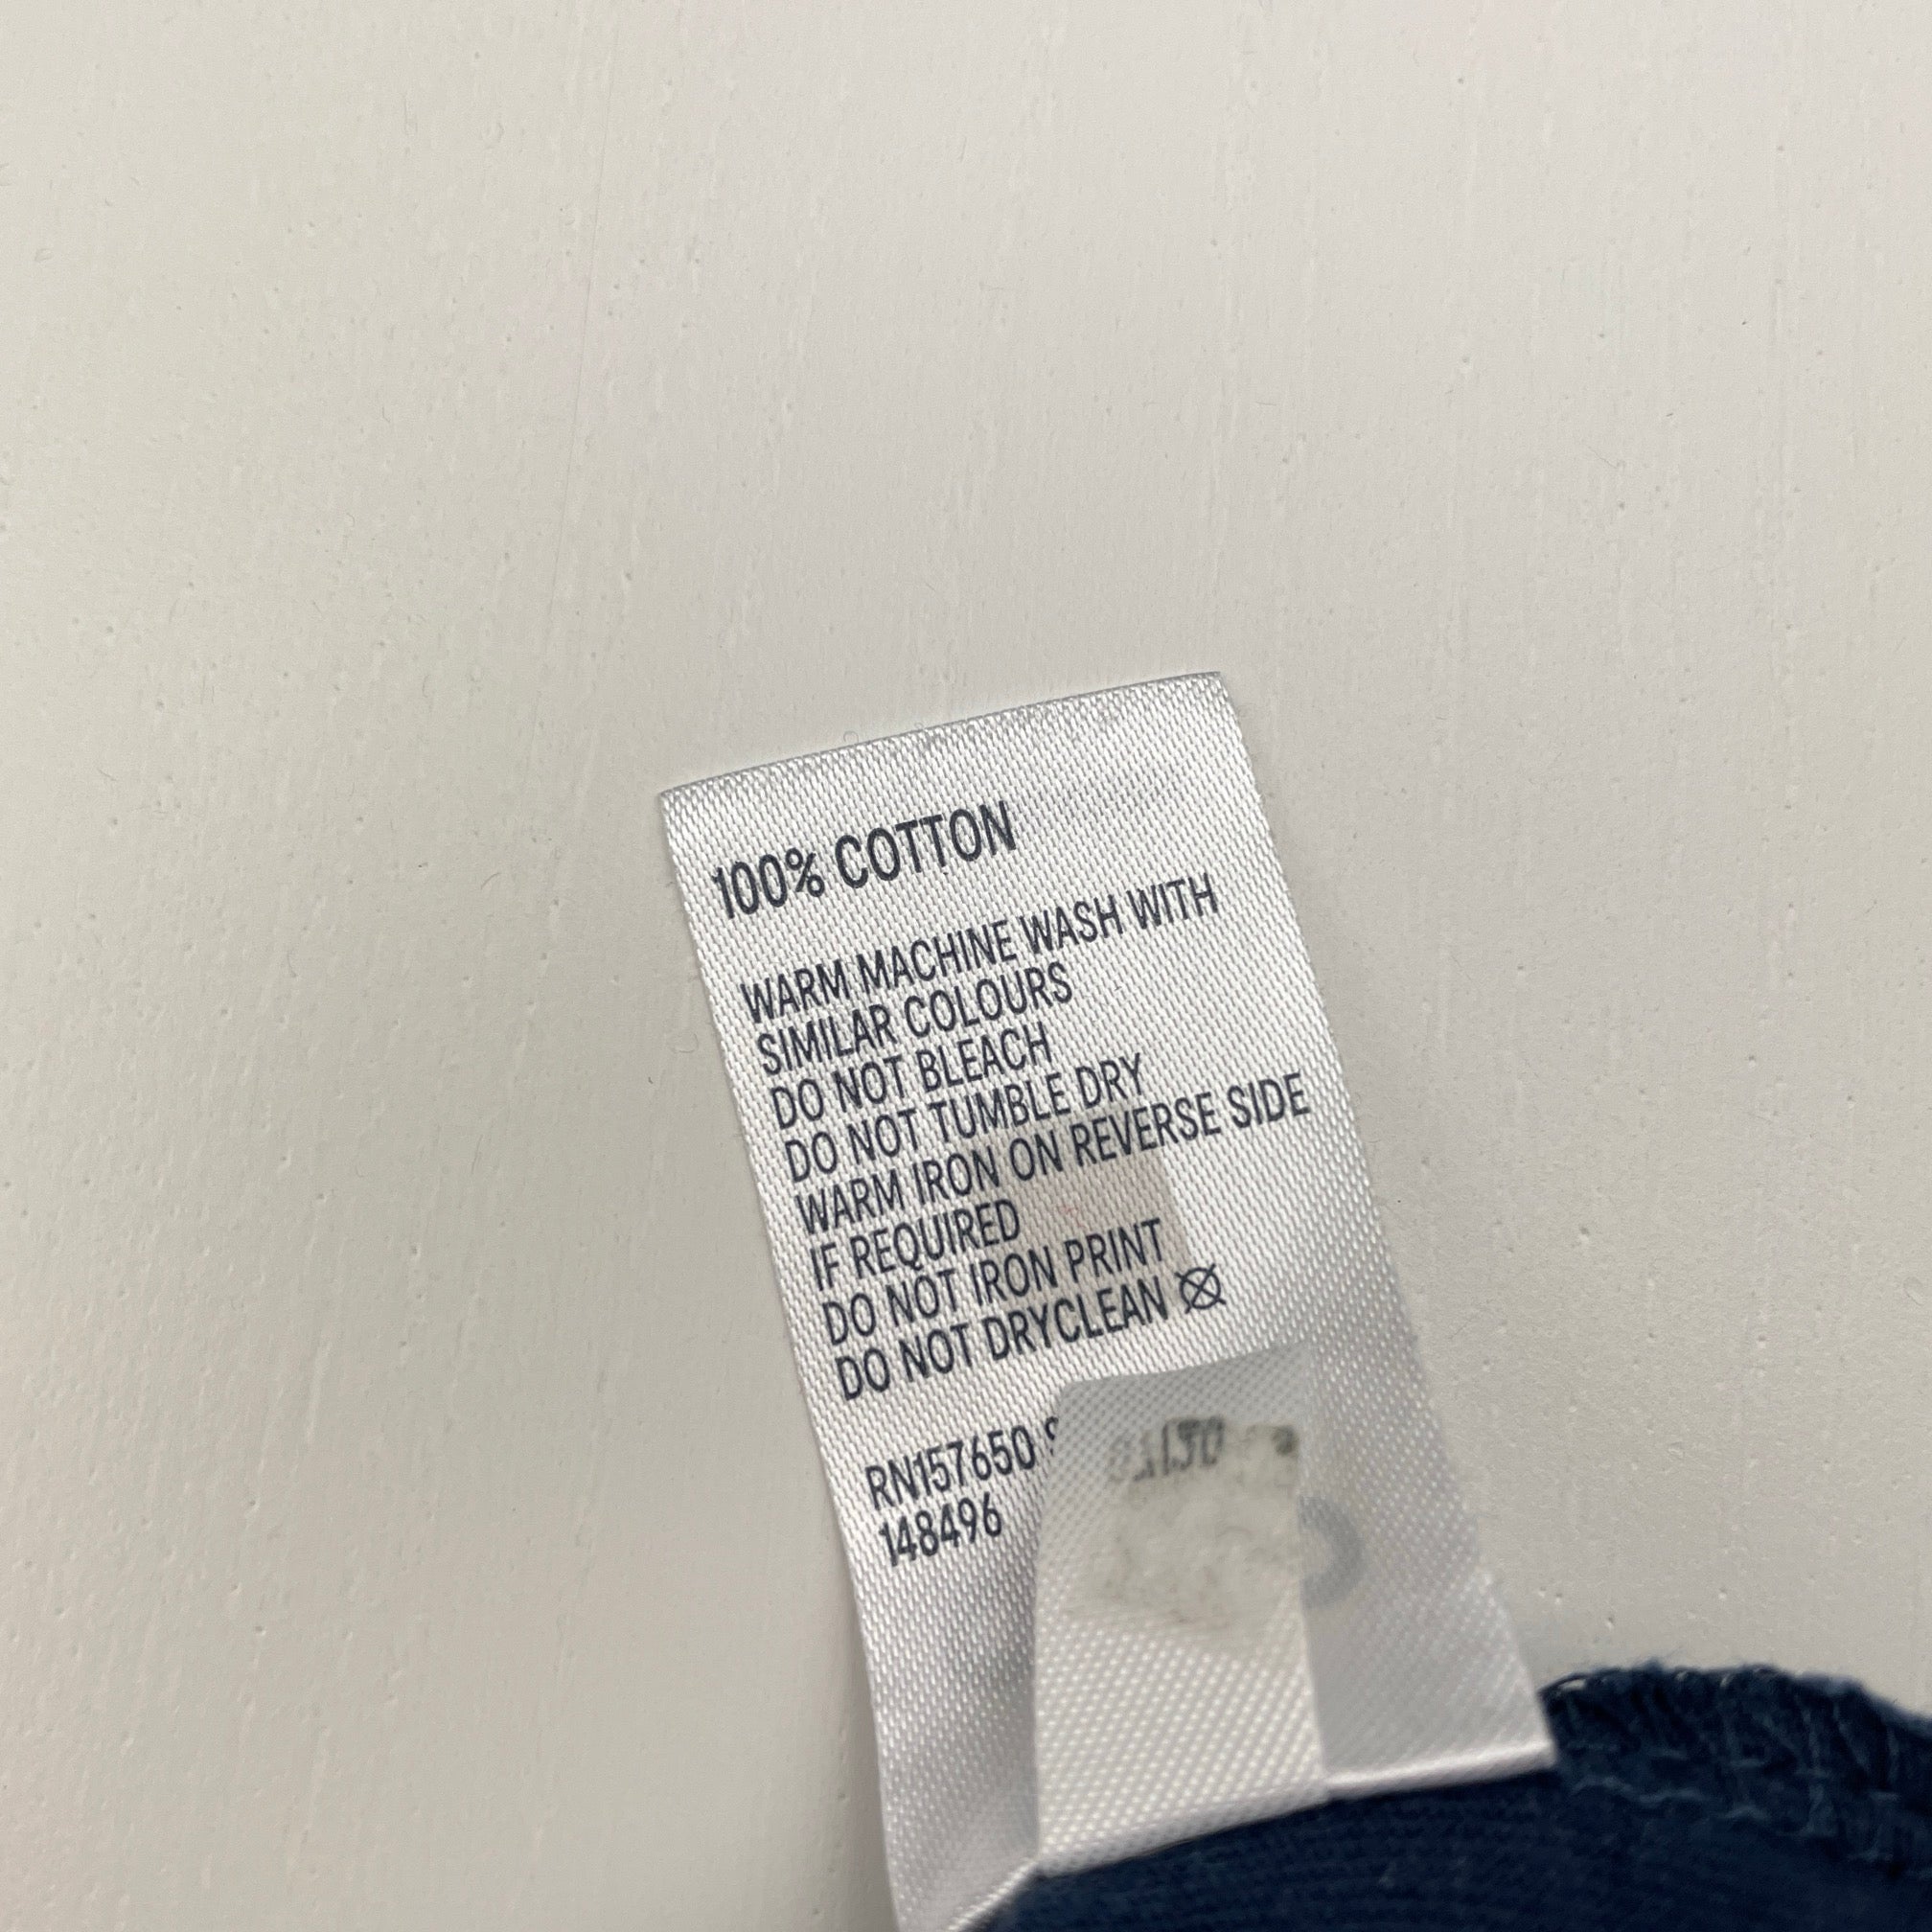 100% COTTON
WARM MACHINE WASH WITH
SIMILAR COLOURS
DO NOT BLEACH
DO NOT TUMBLE DRY
WARM IRON ON REVERSE SIDE
IF REQUIRED
DO NOT IRON PRINT
DO NOT DRYCLEAN
RN157650
148496